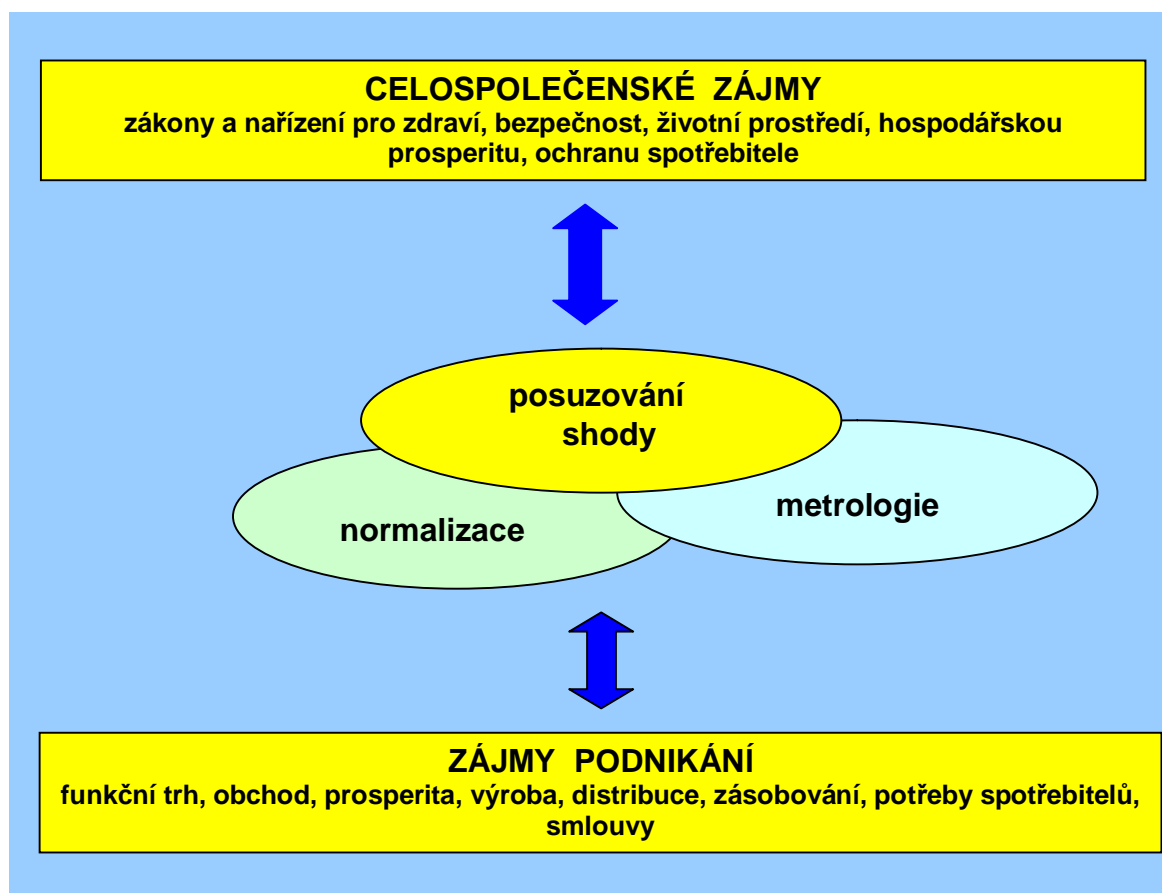 CELOSPOLEČENSKÉ ZÁJMY
zákony a nařízení pro zdraví, bezpečnost, životní prostředí, hospodářskou
prosperitu, ochranu spotřebitele
posuzování
shody
metrologie
normalizace
ZÁJMY PODNIKÁNÍ
funkční trh, obchod, prosperita, výroba, distribuce, zásobování, potřeby spotřebitelů,
smlouvy